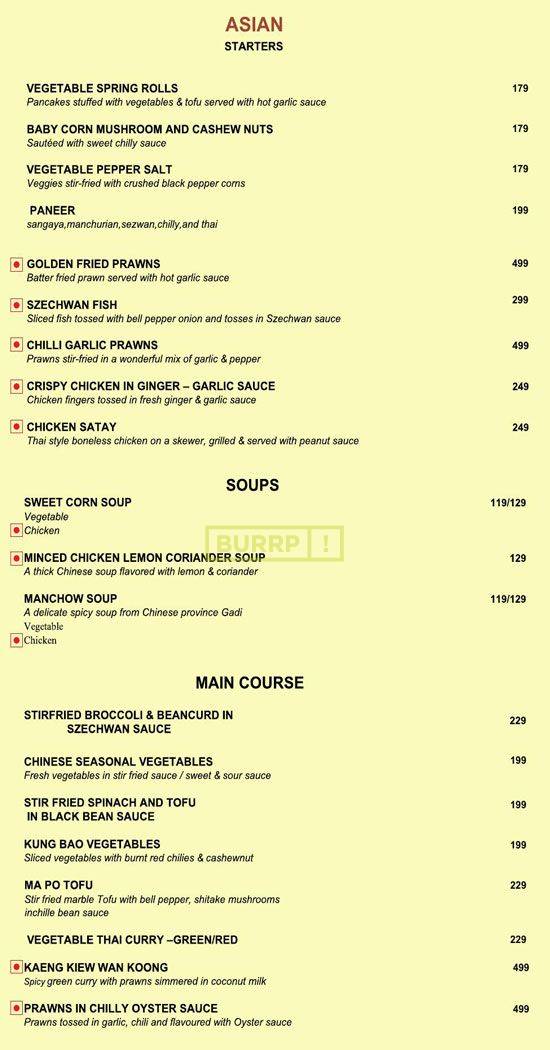 ASIAN
STARTERS
VEGETABLE SPRING ROLLS 179
Pancakes stuffed with vegetables & tofu served with hot garlic sauce
BABY CORN MUSHROOM AND CASHEW NUTS 179
Sautéed with sweet chilly sauce
VEGETABLE PEPPER SALT 179
Veggies stir-fried with crushed black pepper corns
PANEER 199
sangaya,manchurian,sezwan,chilly,and thai
GOLDEN FRIED PRAWNS 499
Batter fried prawn served with hot garlic sauce
SZECHWAN FISH 299
Sliced fish tossed with bell pepper onion and tosses in Szechwan sauce
CHILLI GARLIC PRAWNS 499
Prawns stir-fried in a wonderful mix of garlic & pepper
CRISPY CHICKEN IN GINGER – GARLIC SAUCE 249
Chicken fingers tossed in fresh ginger & garlic sauce
CHICKEN SATAY 249
Thai style boneless chicken on a skewer, grilled & served with peanut sauce
SOUPS
SWEET CORN SOUP 119/129
Vegetable
Chicken
BURRP !
MINCED CHICKEN LEMON CORIANDER SOUP 129
A thick Chinese soup flavored with lemon & coriander
MANCHOW SOUP 119/129
A delicate spicy soup from Chinese province Gadi
Vegetable
Chicken
MAIN COURSE
STIRFRIED BROCCOLI & BEANCURD IN
SZECHWAN SAUCE 229
CHINESE SEASONAL VEGETABLES 199
Fresh vegetables in stir fried sauce / sweet & sour sauce
STIR FRIED SPINACH AND TOFU 199
IN BLACK BEAN SAUCE
KUNG BAO VEGETABLES 199
Sliced vegetables with burnt red chilies & cashewnut
MA PO TOFU 229
Stir fried marble Tofu with bell pepper, shitake mushrooms
inchille bean sauce
VEGETABLE THAI CURRY –GREEN/RED 229
KAENG KIEW WAN KOONG 499
Spicy green curry with prawns simmered in coconut milk
PRAWNS IN CHILLY OYSTER SAUCE 499
Prawns tossed in garlic, chili and flavoured with Oyster sauce